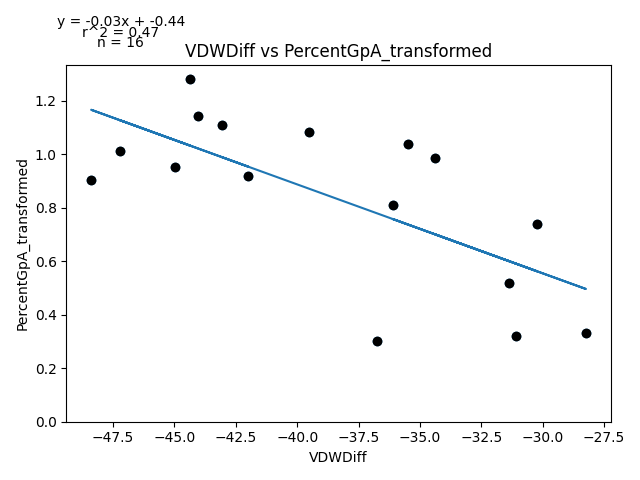 y = -0.03x + -0.44
r^2 = 0.47
n = 16
VDWDiff vs PercentGpA_transformed
PercentGpA_transformed
1.2
1.0
0.8
0.6
0.4
0.2
0.0
−47.5 −45.0 −42.5 −40.0 −37.5 −35.0 −32.5 −30.0 −27.5
VDWDiff